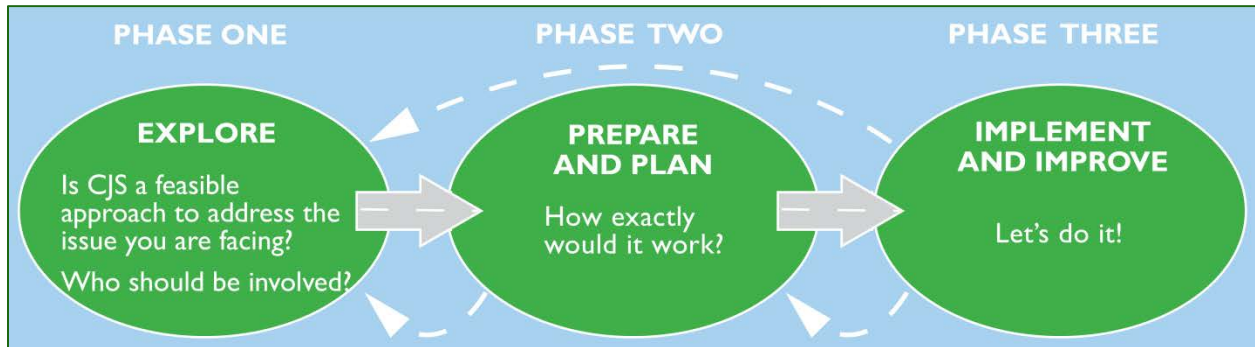 PHASE ONE
EXPLORE
Is CJS a feasible
approach to address the
issue you are facing?
Who should be involved?
PHASE TWO
PREPARE
AND PLAN
How exactly
would it work?
PHASE THREE
IMPLEMENT
AND IMPROVE
Let's do it!